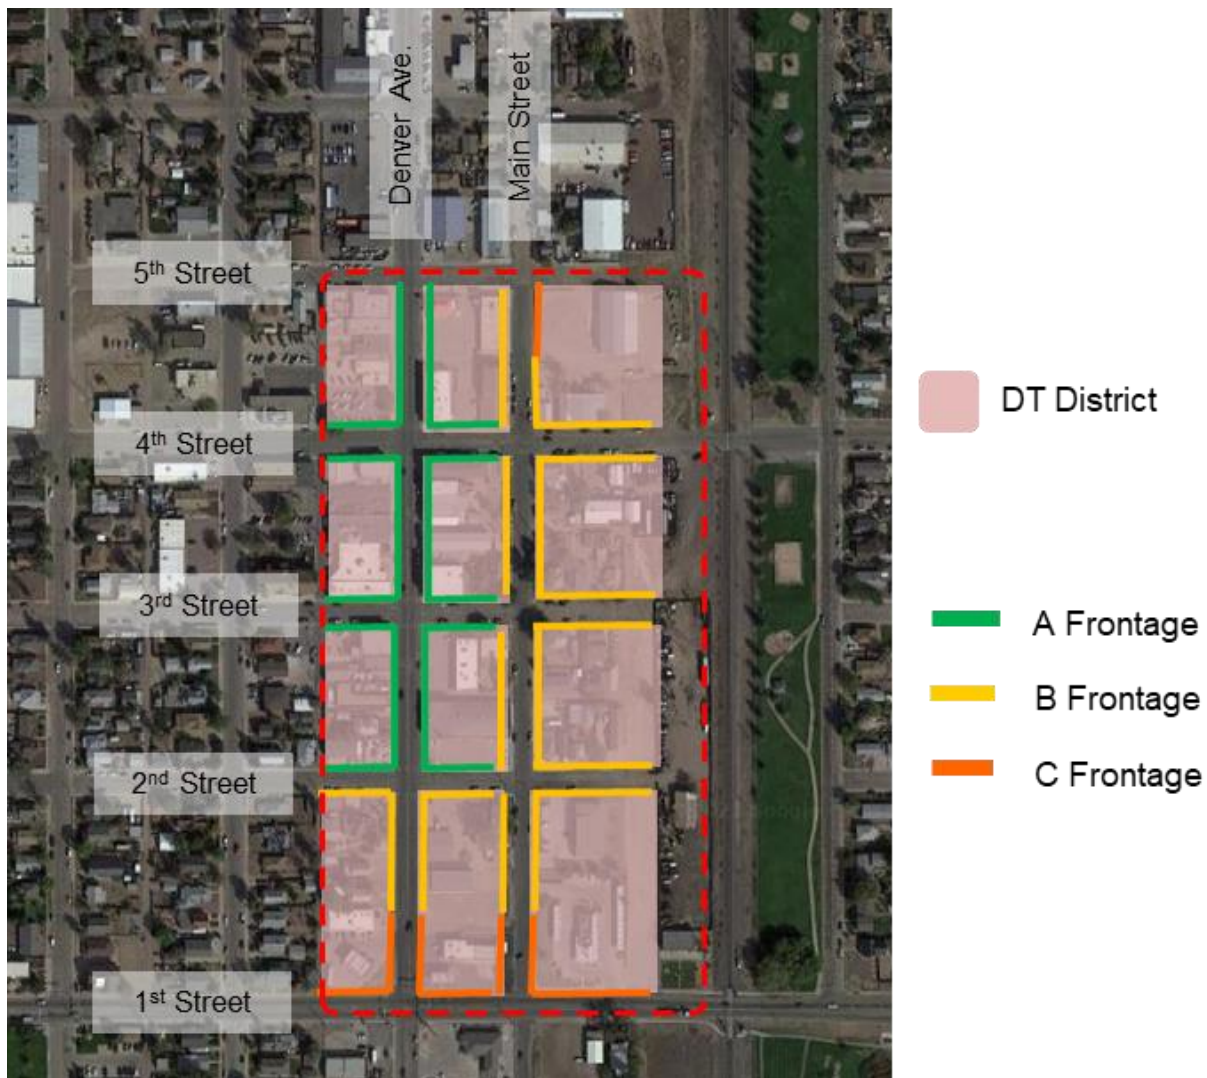 Denver Ave.
Main Street
5th Street
4th Street
3rd Street
2nd Street
1st Street
DT District
A Frontage
B Frontage
C Frontage